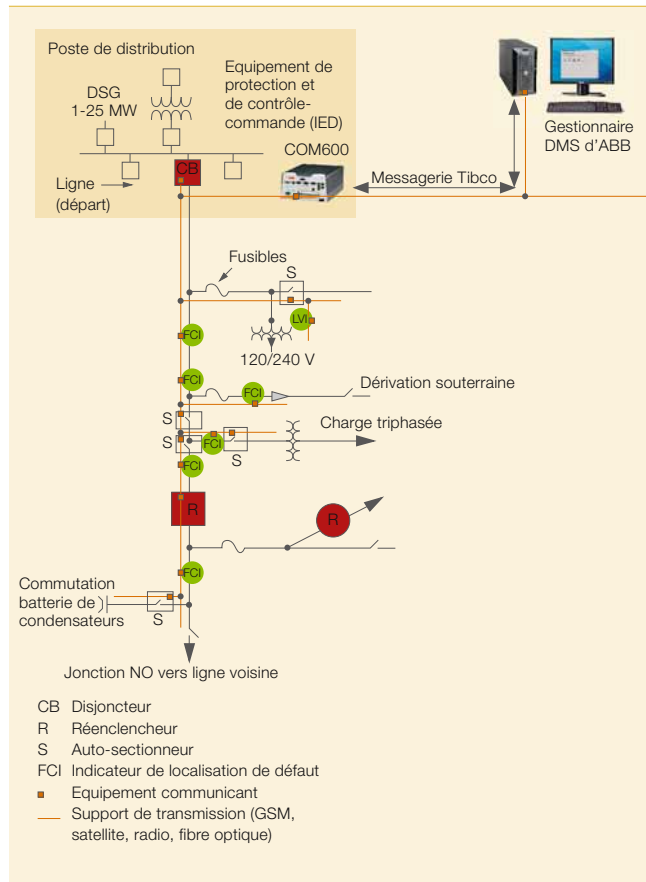 Poste de distribution
DSG
1-25 MW
Equipement de
protection et
de contrôle-
commande (IED)
COM600
Gestionnaire
DMS d'ABB
Messagerie Tibco
CB
Ligne
(départ)
Fusibles
S
LVI
FCI
120/240 V
FCI
FCI
Dérivation souterraine
S
Charge triphasée
S
FCI
S
FCI
R
R
FCI
Commutation
batterie de
condensateurs
S
Jonction NO vers ligne voisine
CB Disjoncteur
R Réenclencheur
S Auto-sectionneur
FCI Indicateur de localisation de défaut
Equipement communicant
Support de transmission (GSM,
satellite, radio, fibre optique)